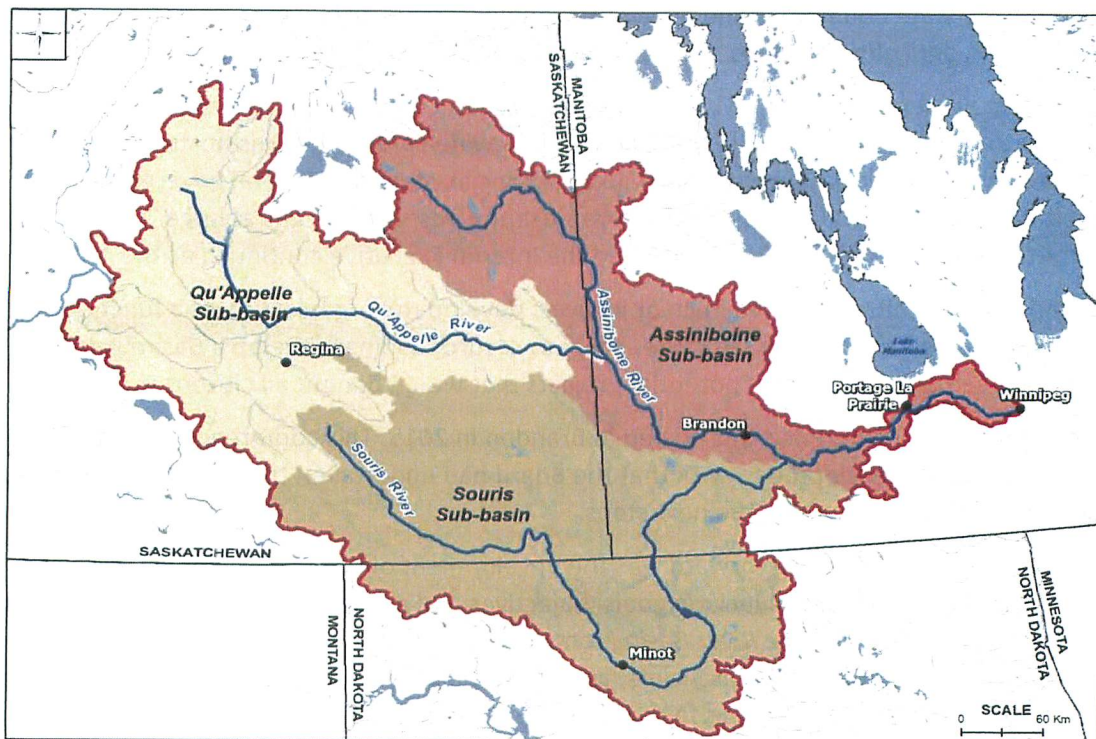 MANITOBA
SASKATCHEWAN
Qu'Appelle
Sub-basin
Qu'Appelle River
Regina
Assiniboine River
Assiniboine
Sub-basin
Lake
Manitoba
Portage La
Prairie
Winnipeg
Brandon
Souris River
Souris
Sub-basin
SASKATCHEWAN
MONTANA
NORTH DAKOTA
Minot
MINNESOTA
NORTH DAKOTA
SCALE
0 60 Km